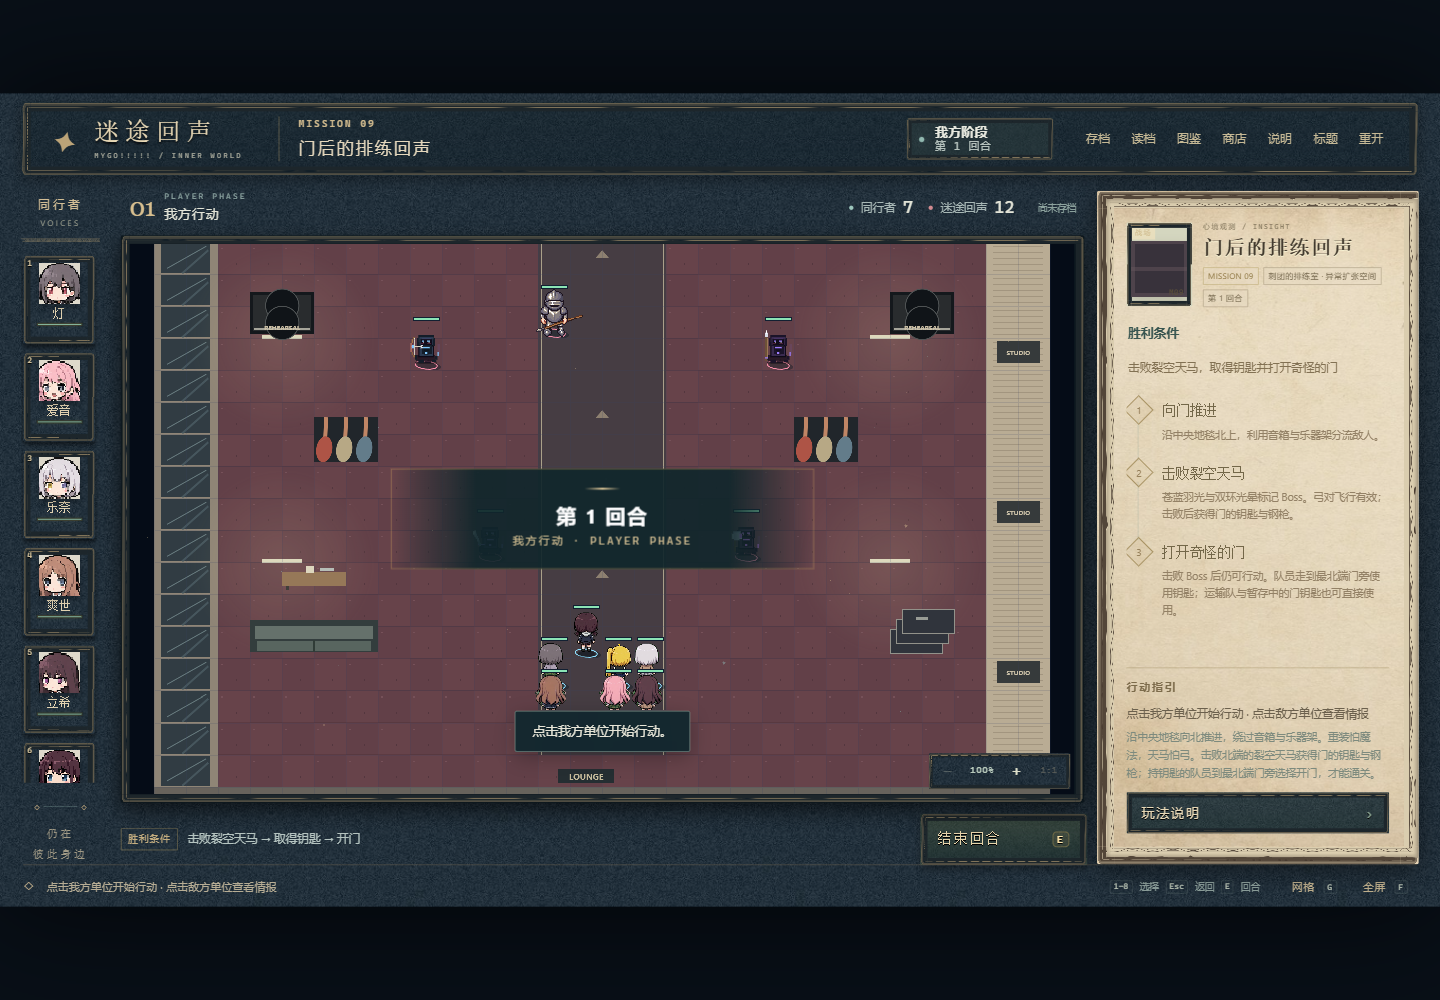 迷途回声
MYGO!!!!! / INNER WORLD
MISSION 09
门后的排练回声
我方阶段
第 1 回合
存档 读档 图鉴 商店 说明 标题 重开
同行者
VOICES
1
灯
2
爱音
3
乐奈
4
爽世
5
立希
6
仍在
彼此身边
01
PLAYER PHASE
我方行动
同行者 7 迷途回声 12 尚未存档
REHEARSAL
REHEARSAL
STUDIO
STUDIO
STUDIO
第 1 回合
我方行动 · PLAYER PHASE
点击我方单位开始行动。
LOUNGE
− 100% + 1:1
胜利条件 击败裂空天马 → 取得钥匙 → 开门
结束回合 E
心境观测 / INSIGHT
门后的排练回声
MISSION 09 刺团的排练室 · 异常扩张空间
第 1 回合
胜利条件
击败裂空天马，取得钥匙并打开奇怪的门
1 向门推进
沿中央地毯北上，利用音箱与乐器架分流敌人。
2 击败裂空天马
苍蓝羽光与双环光晕标记 Boss。弓对飞行有效；
击败后获得门的钥匙与钢枪。
3 打开奇怪的门
击败 Boss 后仍可行动。队员走到最北端门旁使
用钥匙；运输队与暂存中的门钥匙也可直接使
用。
行动指引
点击我方单位开始行动 · 点击敌方单位查看情报
沿中央地毯向北推进，绕过音箱与乐器架。重装怕魔
法，天马怕弓。击败北端的裂空天马获得门的钥匙与钢
枪；持钥匙的队员到最北端门旁选择开门，才能通关。
玩法说明 ›
点击我方单位开始行动 · 点击敌方单位查看情报
1-8 选择 Esc 返回 E 回合 网格 G 全屏 F